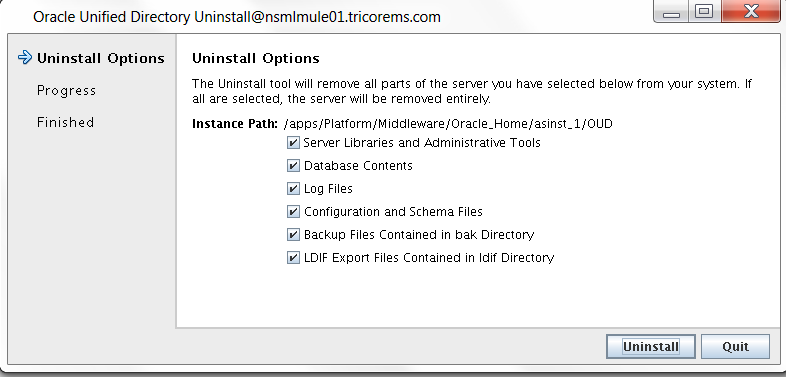 Oracle Unified Directory Uninstall@nsmlmule01.tricorems.com
Uninstall Options
Progress
Finished
Uninstall Options
The Uninstall tool will remove all parts of the server you have selected below from your system. If
all are selected, the server will be removed entirely.
Instance Path: /apps/Platform/Middleware/Oracle_Home/asinst_1/OUD
Server Libraries and Administrative Tools
Database Contents
Log Files
Configuration and Schema Files
Backup Files Contained in bak Directory
LDIF Export Files Contained in ldif Directory
Uninstall
Quit